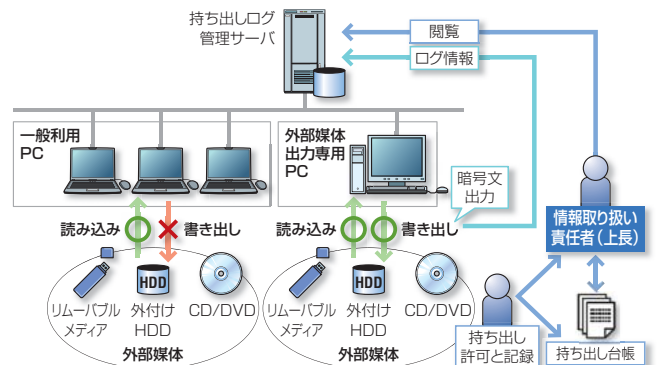 持ち出しログ
管理サーバ
閲覧
ログ情報
一般利用
PC
外部媒体
出力専用
PC
暗号文
出力
読み込み
書き出し
読み込み
書き出し
情報取り扱い
責任者（上長）
HDD
HDD
リムーバブル
メディア
外付け
HDD
CD/DVD
外部媒体
リムーバブル
メディア
外付け
HDD
CD/DVD
外部媒体
持ち出し
許可と記録
持ち出し台帳